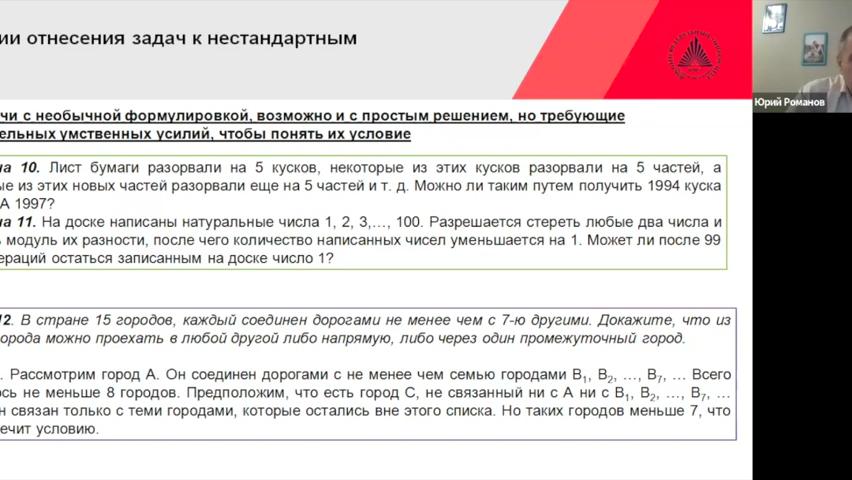 ии отнесения задач к нестандартным
Юрий Романов
чи с необычной формулировкой, возможно и с простым решением, но требующие
ельных умственных усилий, чтобы понять их условие
ча 10. Лист бумаги разорвали на 5 кусков, некоторые из этих кусков разорвали на 5 частей, а
ые из этих новых частей разорвали еще на 5 частей и т. д. Можно ли таким путем получить 1994 куска
А 1997?
ча 11. На доске написаны натуральные числа 1, 2, 3,…, 100. Разрешается стереть любые два числа и
ь модуль их разности, после чего количество написанных чисел уменьшается на 1. Может ли после 99
ераций остаться записанным на доске число 1?
12. В стране 15 городов, каждый соединен дорогами не менее чем с 7-ю другими. Докажите, что из
орода можно проехать в любой другой либо напрямую, либо через один промежуточный город.
. Рассмотрим город А. Он соединен дорогами с не менее чем семью городами B1, B2, …, B7, … Всего
ось не меньше 8 городов. Предположим, что есть город С, не связанный ни с А ни с B1, B2, …, B7, …
н связан только с теми городами, которые остались вне этого списка. Но таких городов меньше 7, что
ечит условию.